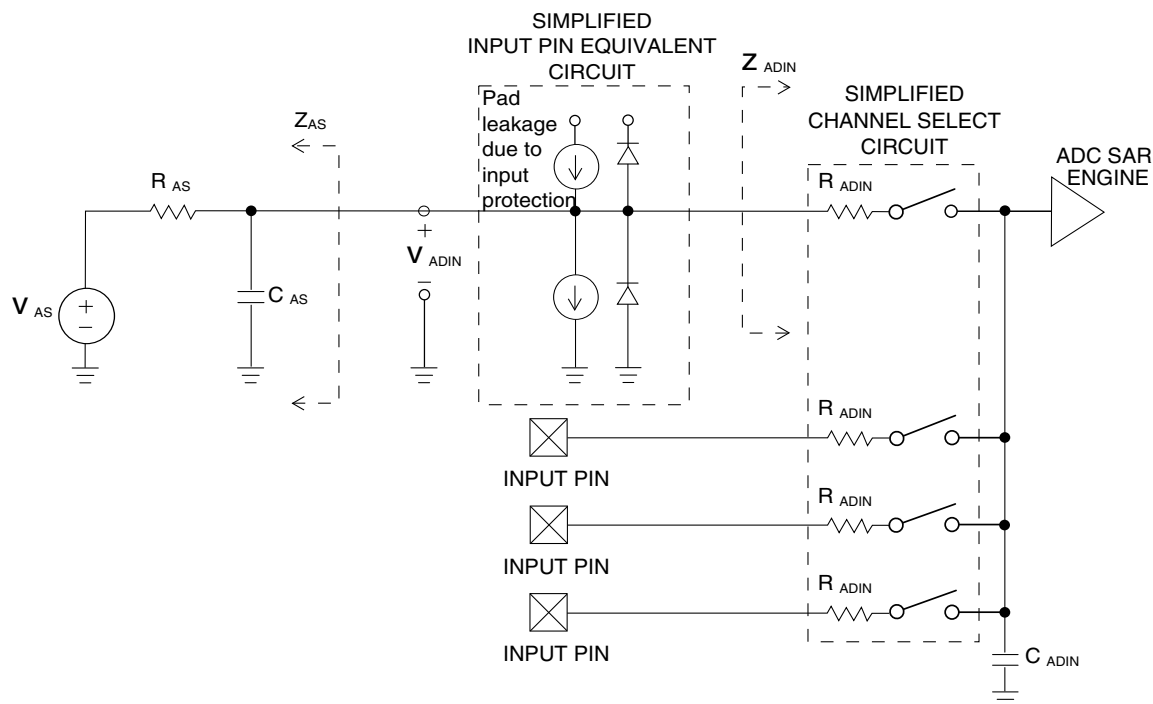 SIMPLIFIED
INPUT PIN EQUIVALENT
CIRCUIT
Pad
leakage
due to
input
protection
Z ADIN
SIMPLIFIED
CHANNEL SELECT
CIRCUIT
ADC SAR
ENGINE
ZAS
R AS
R ADIN
+
V ADIN
–
V AS
+
–
C AS
R ADIN
INPUT PIN
R ADIN
INPUT PIN
R ADIN
INPUT PIN
C ADIN